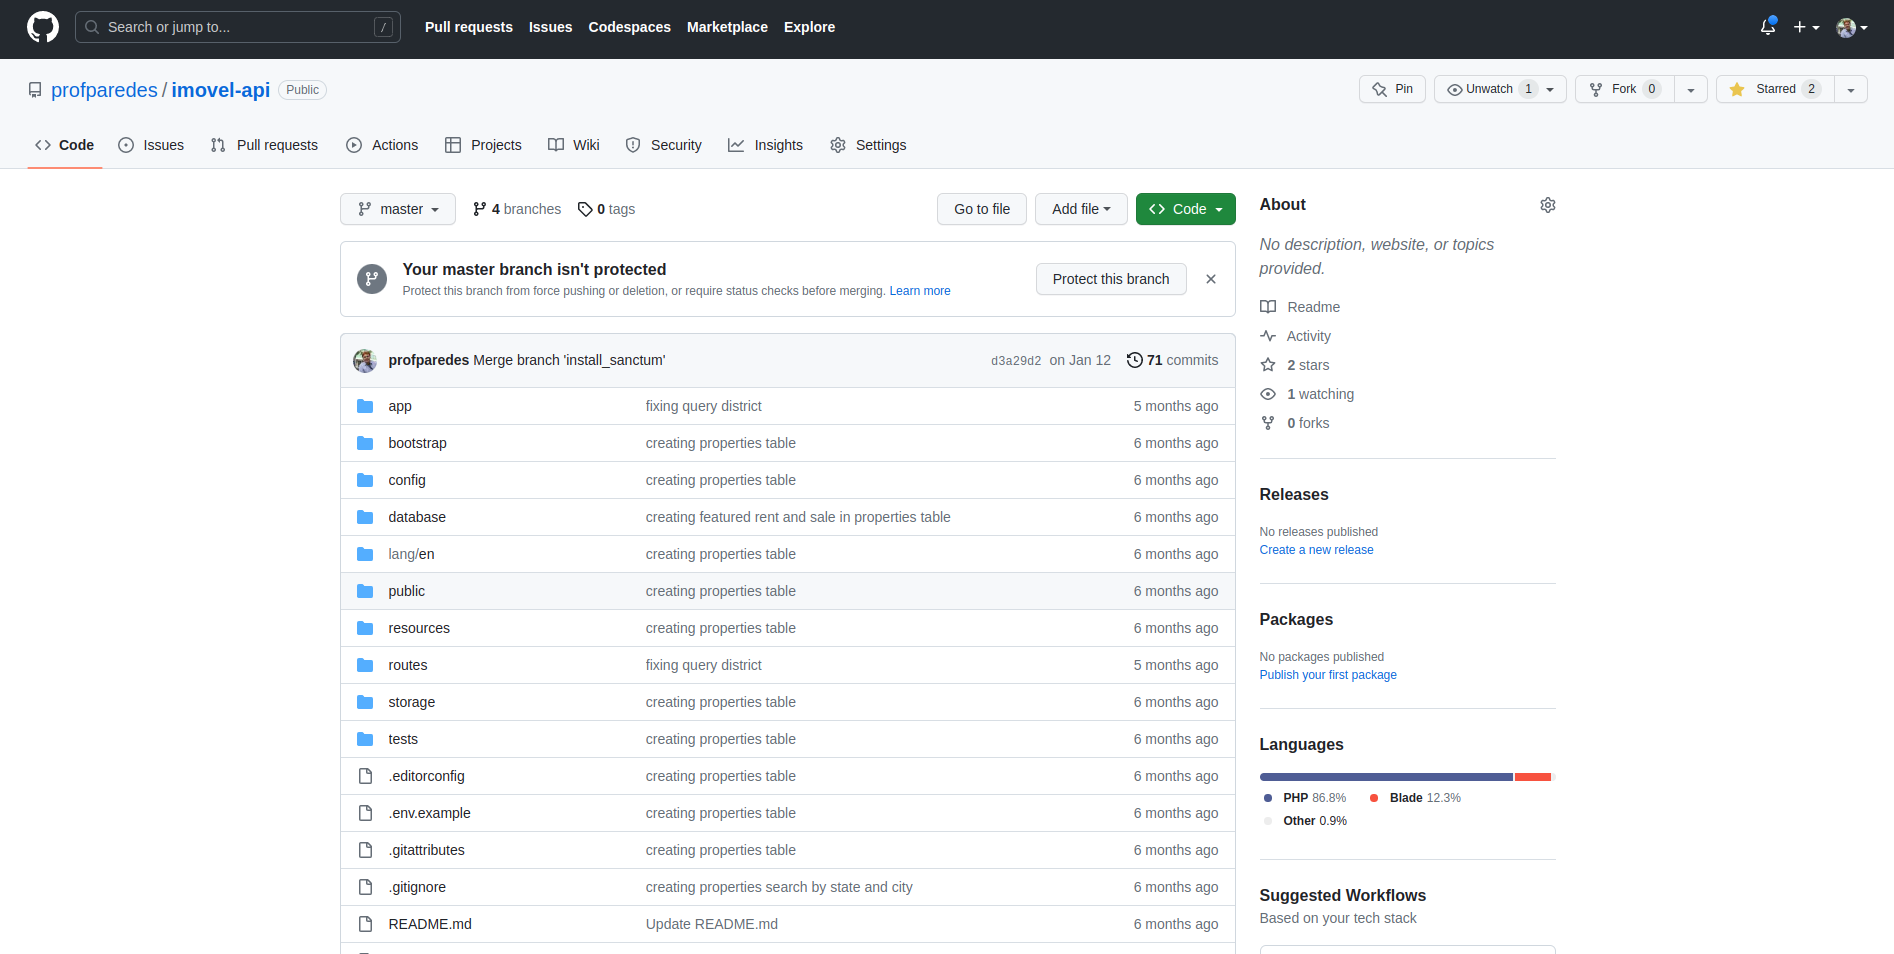 Search or jump to... /
Pull requests Issues Codespaces Marketplace Explore
profparedes / imovel-api Public
Pin Unwatch 1 Fork 0 Starred 2
Code Issues Pull requests Actions Projects Wiki Security Insights Settings
master 4 branches 0 tags Go to file Add file Code
Your master branch isn't protected
Protect this branch from force pushing or deletion, or require status checks before merging. Learn more
Protect this branch
profparedes Merge branch 'install_sanctum' d3a29d2 on Jan 12 71 commits
app fixing query district 5 months ago
bootstrap creating properties table 6 months ago
config creating properties table 6 months ago
database creating featured rent and sale in properties table 6 months ago
lang/en creating properties table 6 months ago
public creating properties table 6 months ago
resources creating properties table 6 months ago
routes fixing query district 5 months ago
storage creating properties table 6 months ago
tests creating properties table 6 months ago
.editorconfig creating properties table 6 months ago
.env.example creating properties table 6 months ago
.gitattributes creating properties table 6 months ago
.gitignore creating properties search by state and city 6 months ago
README.md Update README.md 6 months ago
About
No description, website, or topics
provided.
Readme
Activity
2 stars
1 watching
0 forks
Releases
No releases published
Create a new release
Packages
No packages published
Publish your first package
Languages
PHP 86.8% Blade 12.3%
Other 0.9%
Suggested Workflows
Based on your tech stack